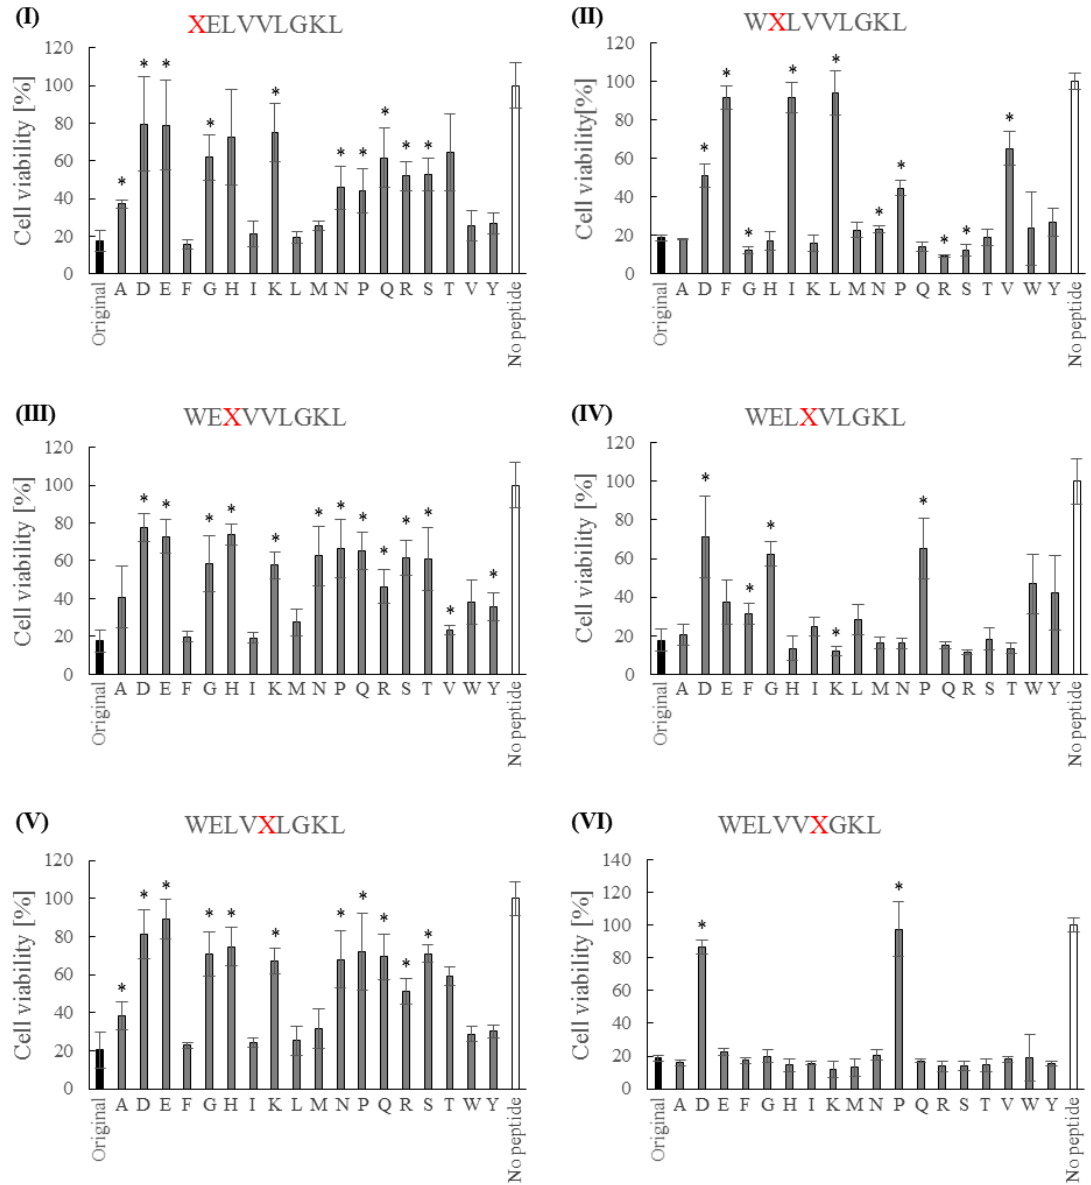 (I)
XELVVLGKL
Cell viability [%]
120
100
80
60
40
20
0
Original A D E F G H I K L M N P Q R S T V Y No peptide
(II)
WXLVVLGKL
Cell viability[%]
120
100
80
60
40
20
0
Original A D F G H I K L M N P Q R S T V W Y No peptide
(III)
WEXVVLGKL
Cell viability [%]
120
100
80
60
40
20
0
Original A D E F G H I K M N P Q R S T V W Y No peptide
(IV)
WELXVLGKL
Cell viability [%]
120
100
80
60
40
20
0
Original A D E F G H I K L M N P Q R S T W Y No peptide
(V)
WELVXLGKL
Cell viability [%]
120
100
80
60
40
20
0
Original A D E F G H I K L M N P Q R S T W Y No peptide
(VI)
WELVVXGKL
Cell viability [%]
140
120
100
80
60
40
20
0
Original A D E F G H I K M N P Q R S T V W Y No peptide